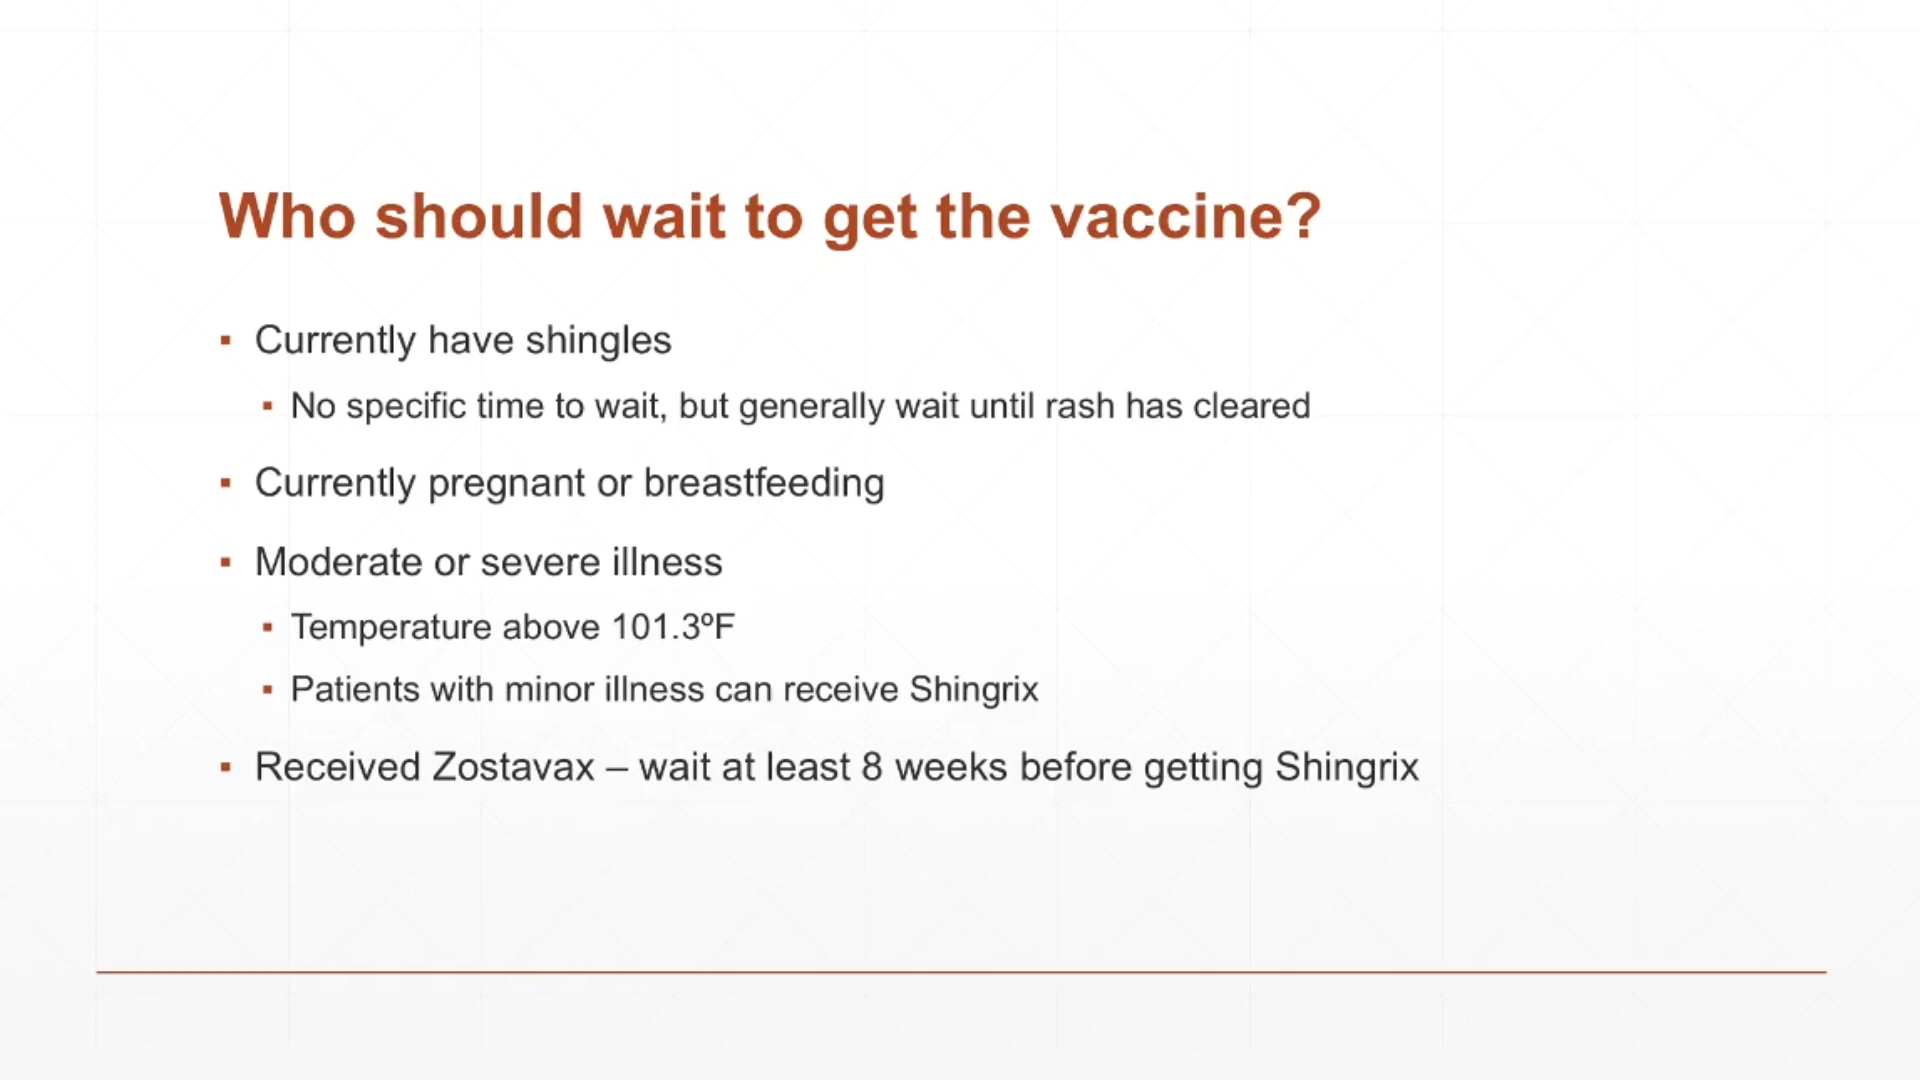 Who should wait to get the vaccine?
▪ Currently have shingles
▪ No specific time to wait, but generally wait until rash has cleared
▪ Currently pregnant or breastfeeding
▪ Moderate or severe illness
▪ Temperature above 101.3ºF
▪ Patients with minor illness can receive Shingrix
▪ Received Zostavax – wait at least 8 weeks before getting Shingrix